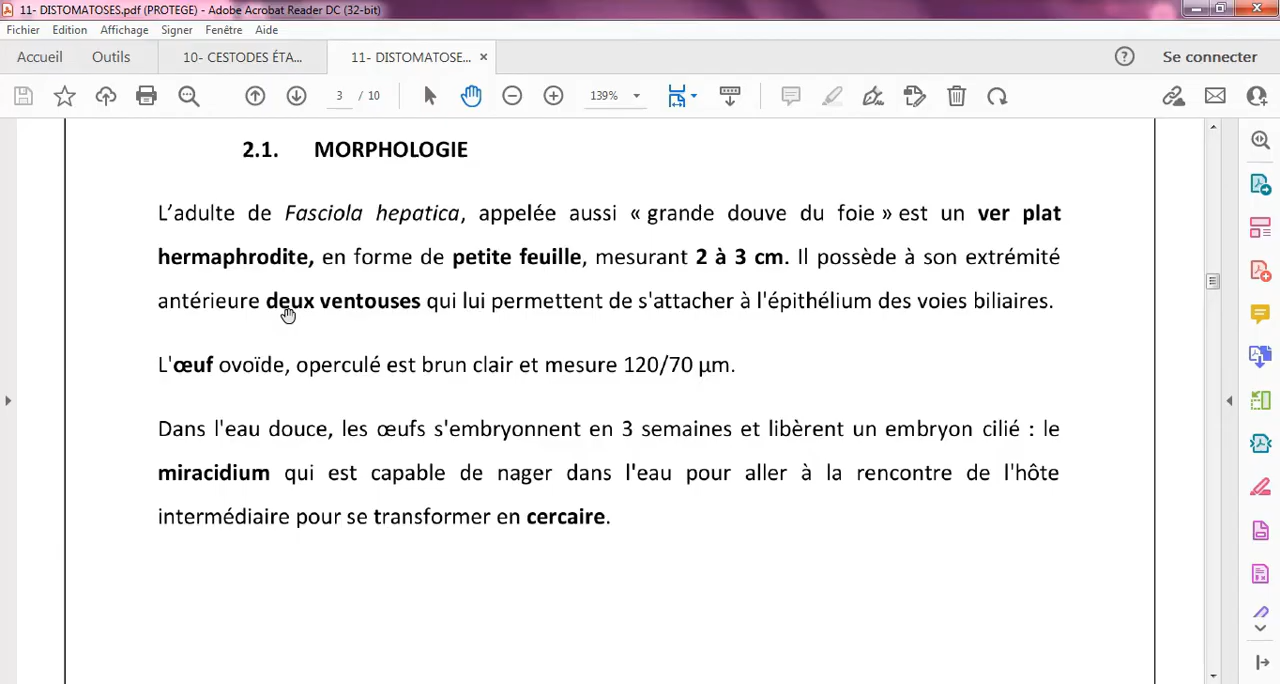 11- DISTOMATOSES.pdf (PROTEGE) - Adobe Acrobat Reader DC (32-bit)
Fichier Edition Affichage Signer Fenêtre Aide
Accueil Outils 10- CESTODES ÉTA... 11- DISTOMATOSE... × ? Se connecter
3 / 10 139%
2.1. MORPHOLOGIE
L’adulte de Fasciola hepatica, appelée aussi « grande douve du foie » est un ver plat
hermaphrodite, en forme de petite feuille, mesurant 2 à 3 cm. Il possède à son extrémité
antérieure deux ventouses qui lui permettent de s'attacher à l'épithélium des voies biliaires.
L'œuf ovoïde, operculé est brun clair et mesure 120/70 µm.
Dans l'eau douce, les œufs s'embryonnent en 3 semaines et libèrent un embryon cilié : le
miracidium qui est capable de nager dans l'eau pour aller à la rencontre de l'hôte
intermédiaire pour se transformer en cercaire.